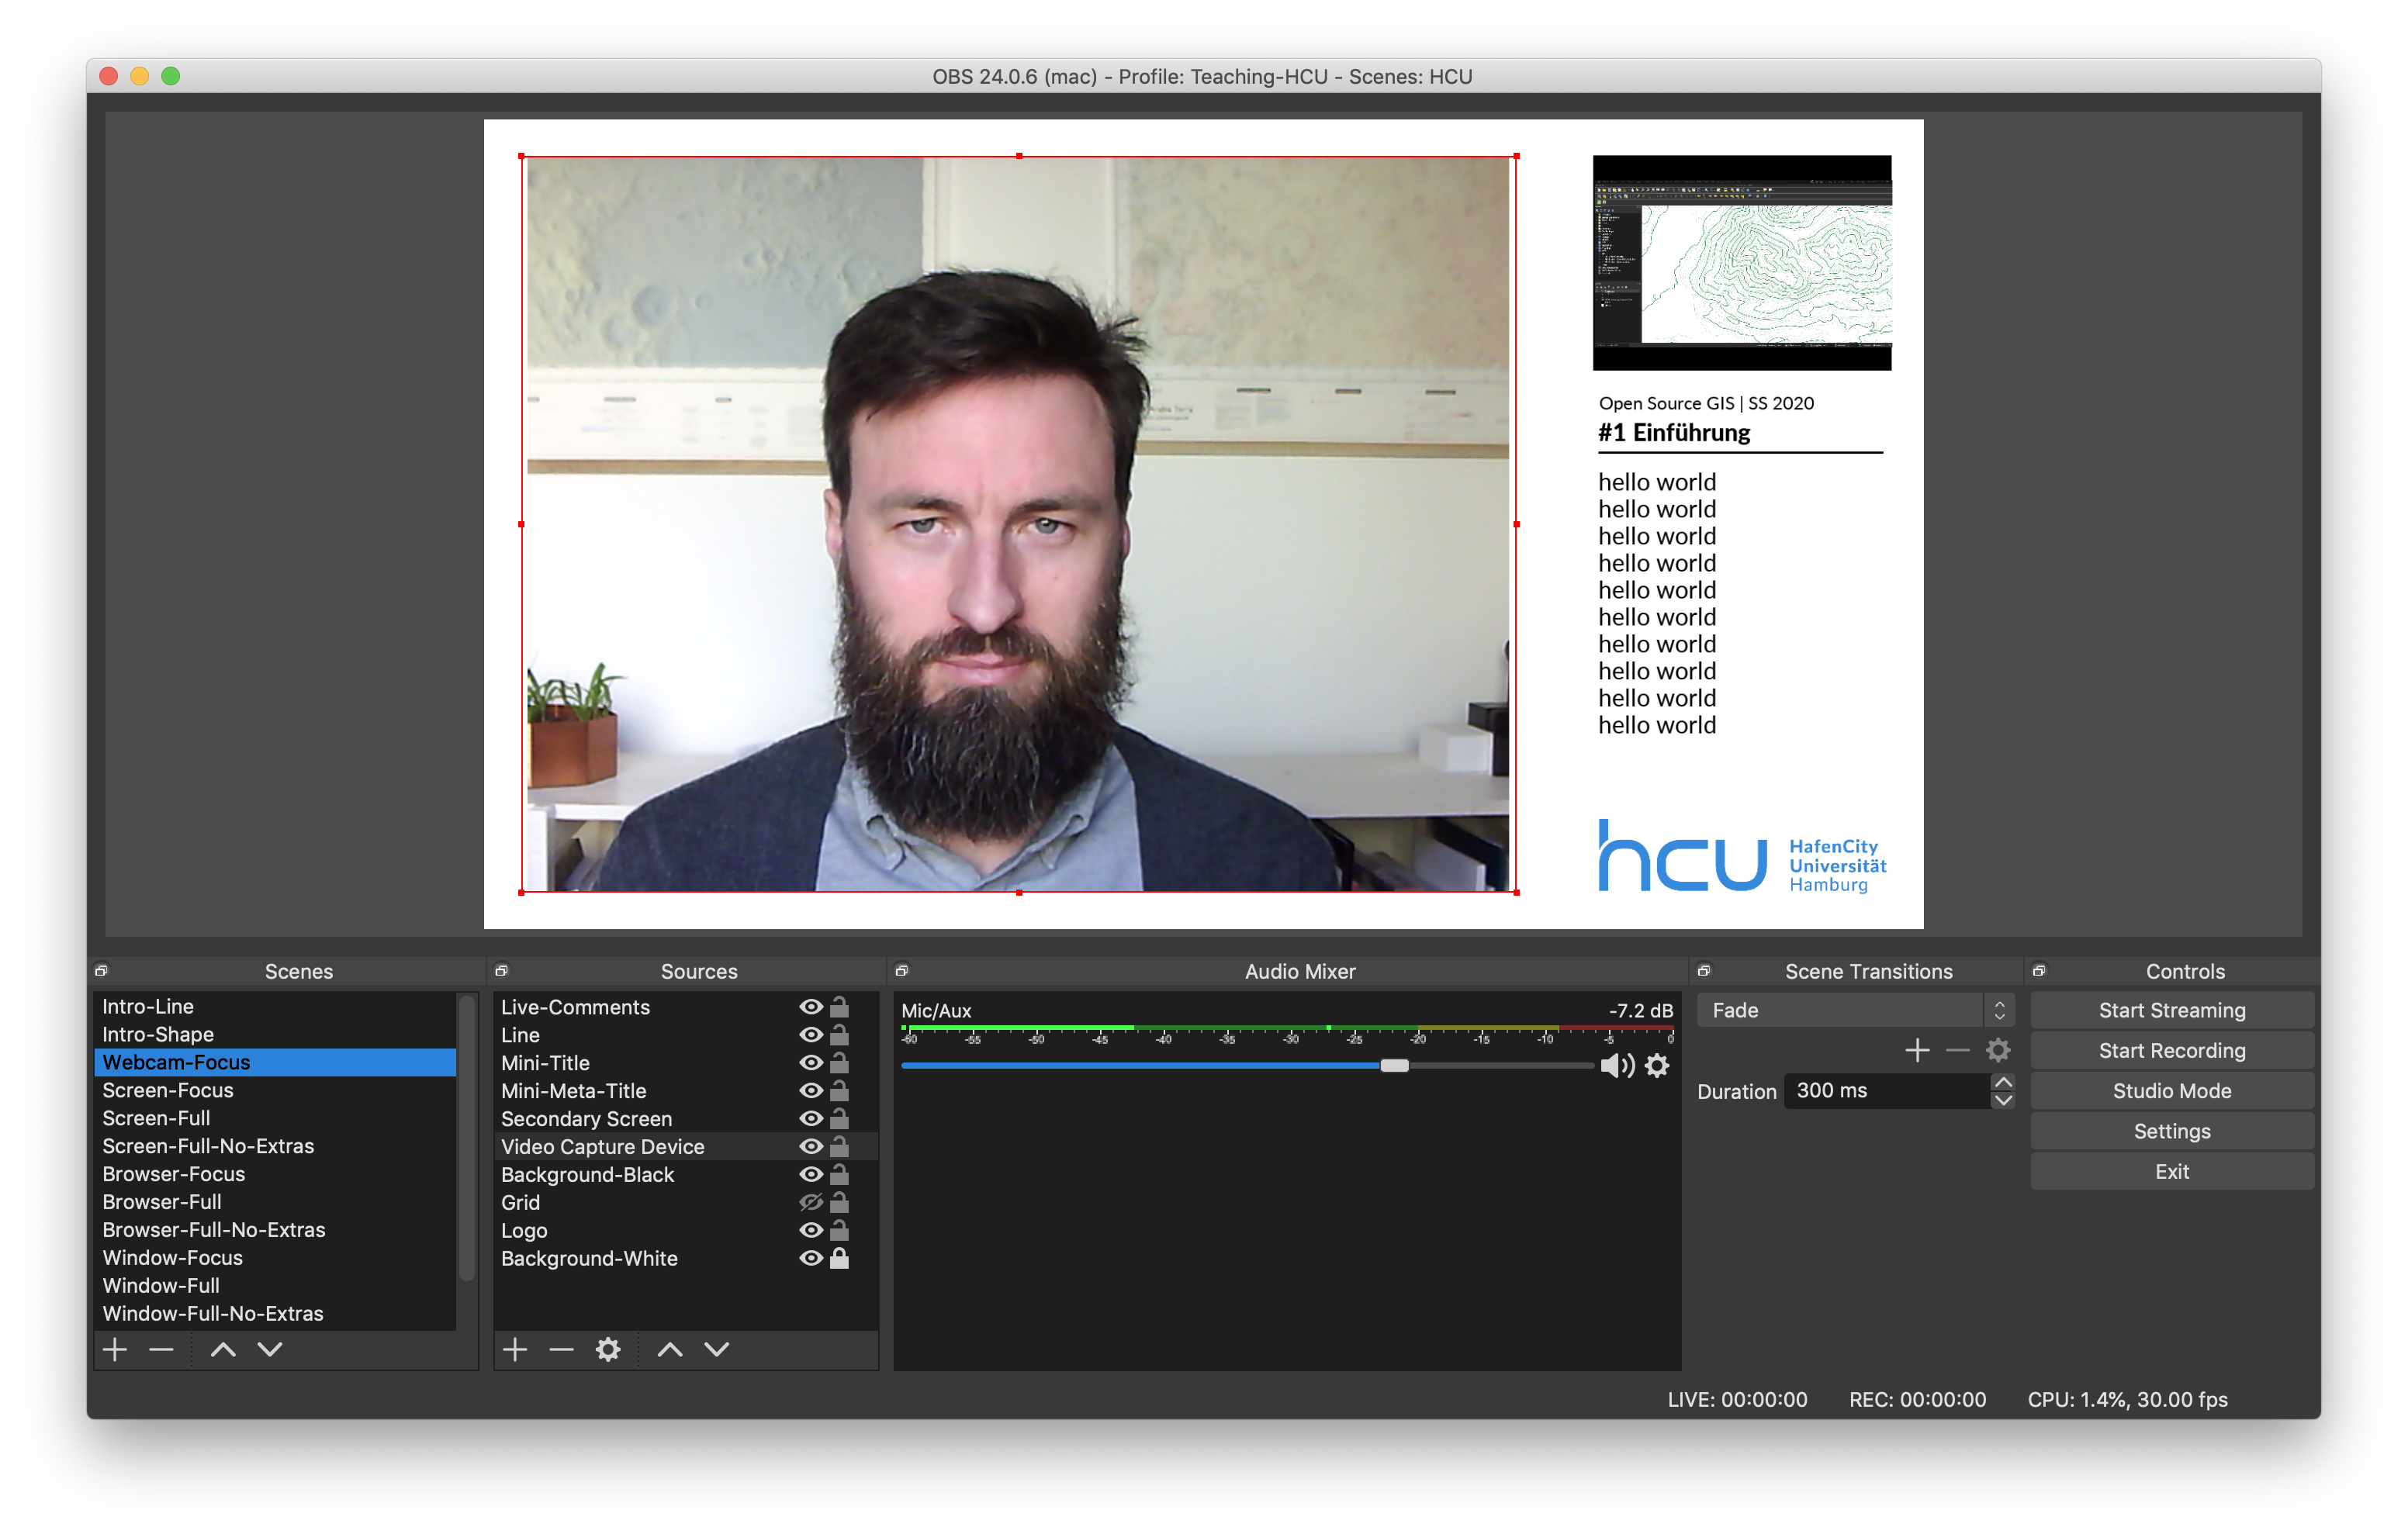 OBS 24.0.6 (mac) - Profile: Teaching-HCU - Scenes: HCU
Open Source GIS | SS 2020
#1 Einführung
hello world
hello world
hello world
hello world
hello world
hello world
hello world
hello world
hello world
hello world
hcu
HafenCity
Universität
Hamburg
Scenes
Intro-Line
Intro-Shape
Webcam-Focus
Screen-Focus
Screen-Full
Screen-Full-No-Extras
Browser-Focus
Browser-Full
Browser-Full-No-Extras
Window-Focus
Window-Full
Window-Full-No-Extras
Sources
Live-Comments
Line
Mini-Title
Mini-Meta-Title
Secondary Screen
Video Capture Device
Background-Black
Grid
Logo
Background-White
Audio Mixer
Mic/Aux -7.2 dB
-60 -55 -50 -45 -40 -35 -30 -25 -20 -15 -10 -5 0
Scene Transitions
Fade
Duration 300 ms
Controls
Start Streaming
Start Recording
Studio Mode
Settings
Exit
LIVE: 00:00:00 REC: 00:00:00 CPU: 1.4%, 30.00 fps